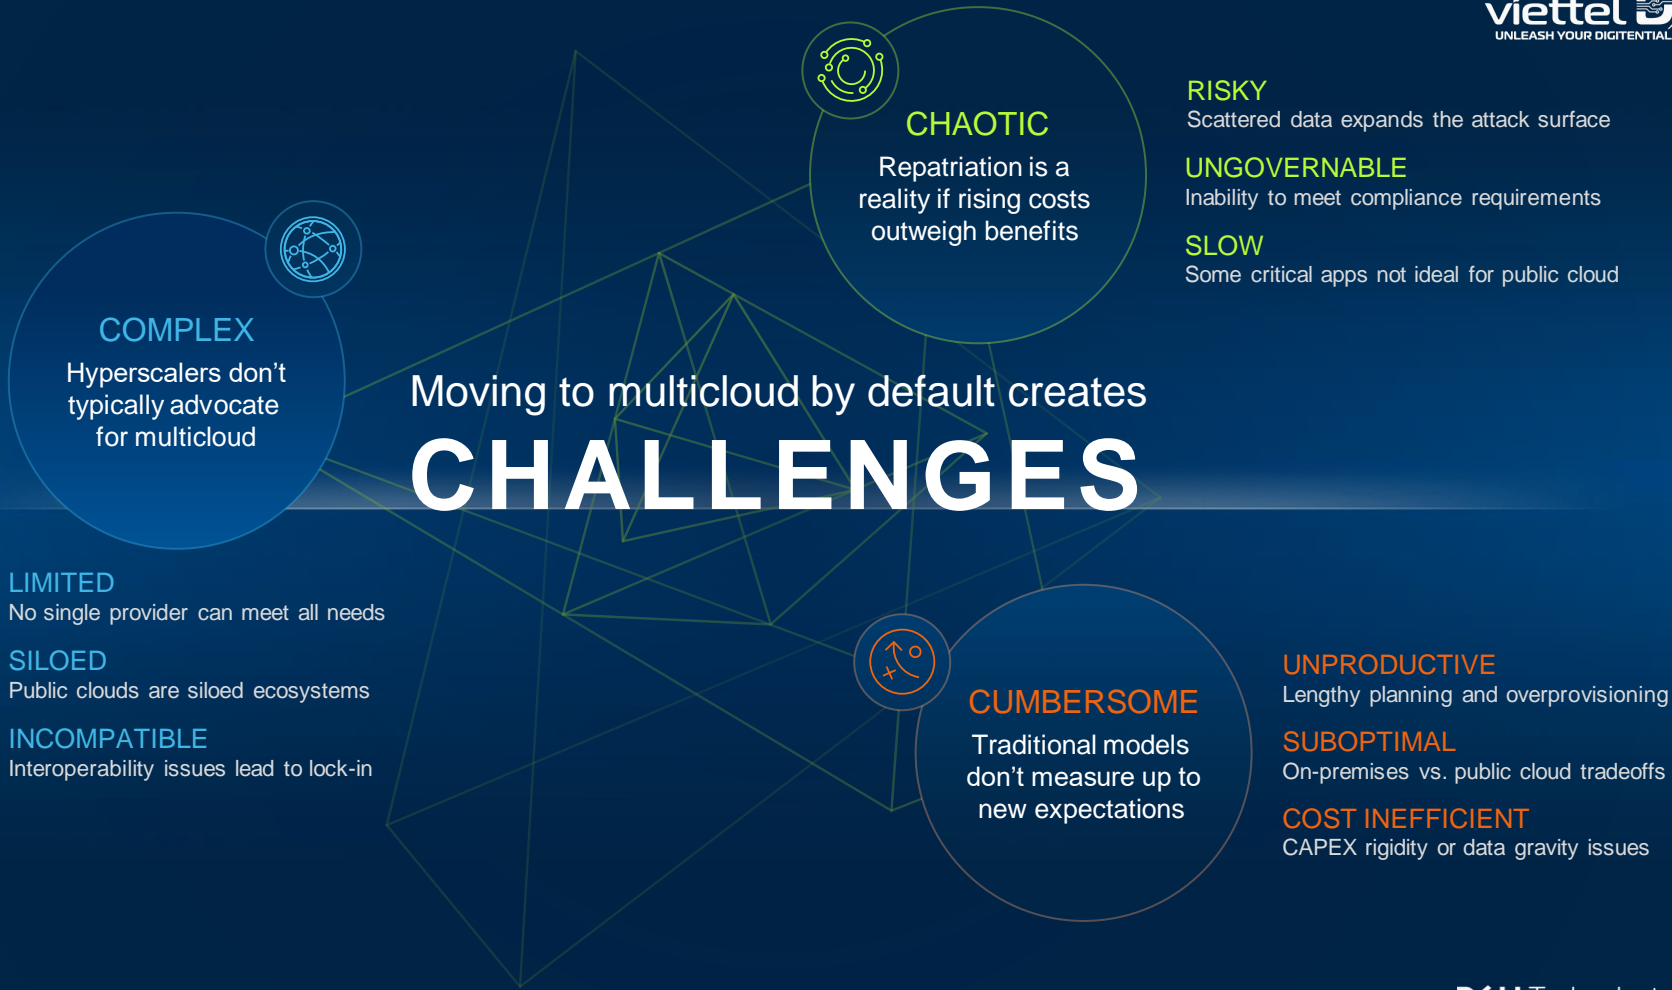 viettel
UNLEASH YOUR DIGITENTIAL
CHAOTIC
Repatriation is a
reality if rising costs
outweigh benefits
RISKY
Scattered data expands the attack surface
UNGOVERNABLE
Inability to meet compliance requirements
SLOW
Some critical apps not ideal for public cloud
COMPLEX
Hyperscalers don’t
typically advocate
for multicloud
Moving to multicloud by default creates
CHALLENGES
LIMITED
No single provider can meet all needs
SILOED
Public clouds are siloed ecosystems
INCOMPATIBLE
Interoperability issues lead to lock-in
CUMBERSOME
Traditional models
don’t measure up to
new expectations
UNPRODUCTIVE
Lengthy planning and overprovisioning
SUBOPTIMAL
On-premises vs. public cloud tradeoffs
COST INEFFICIENT
CAPEX rigidity or data gravity issues